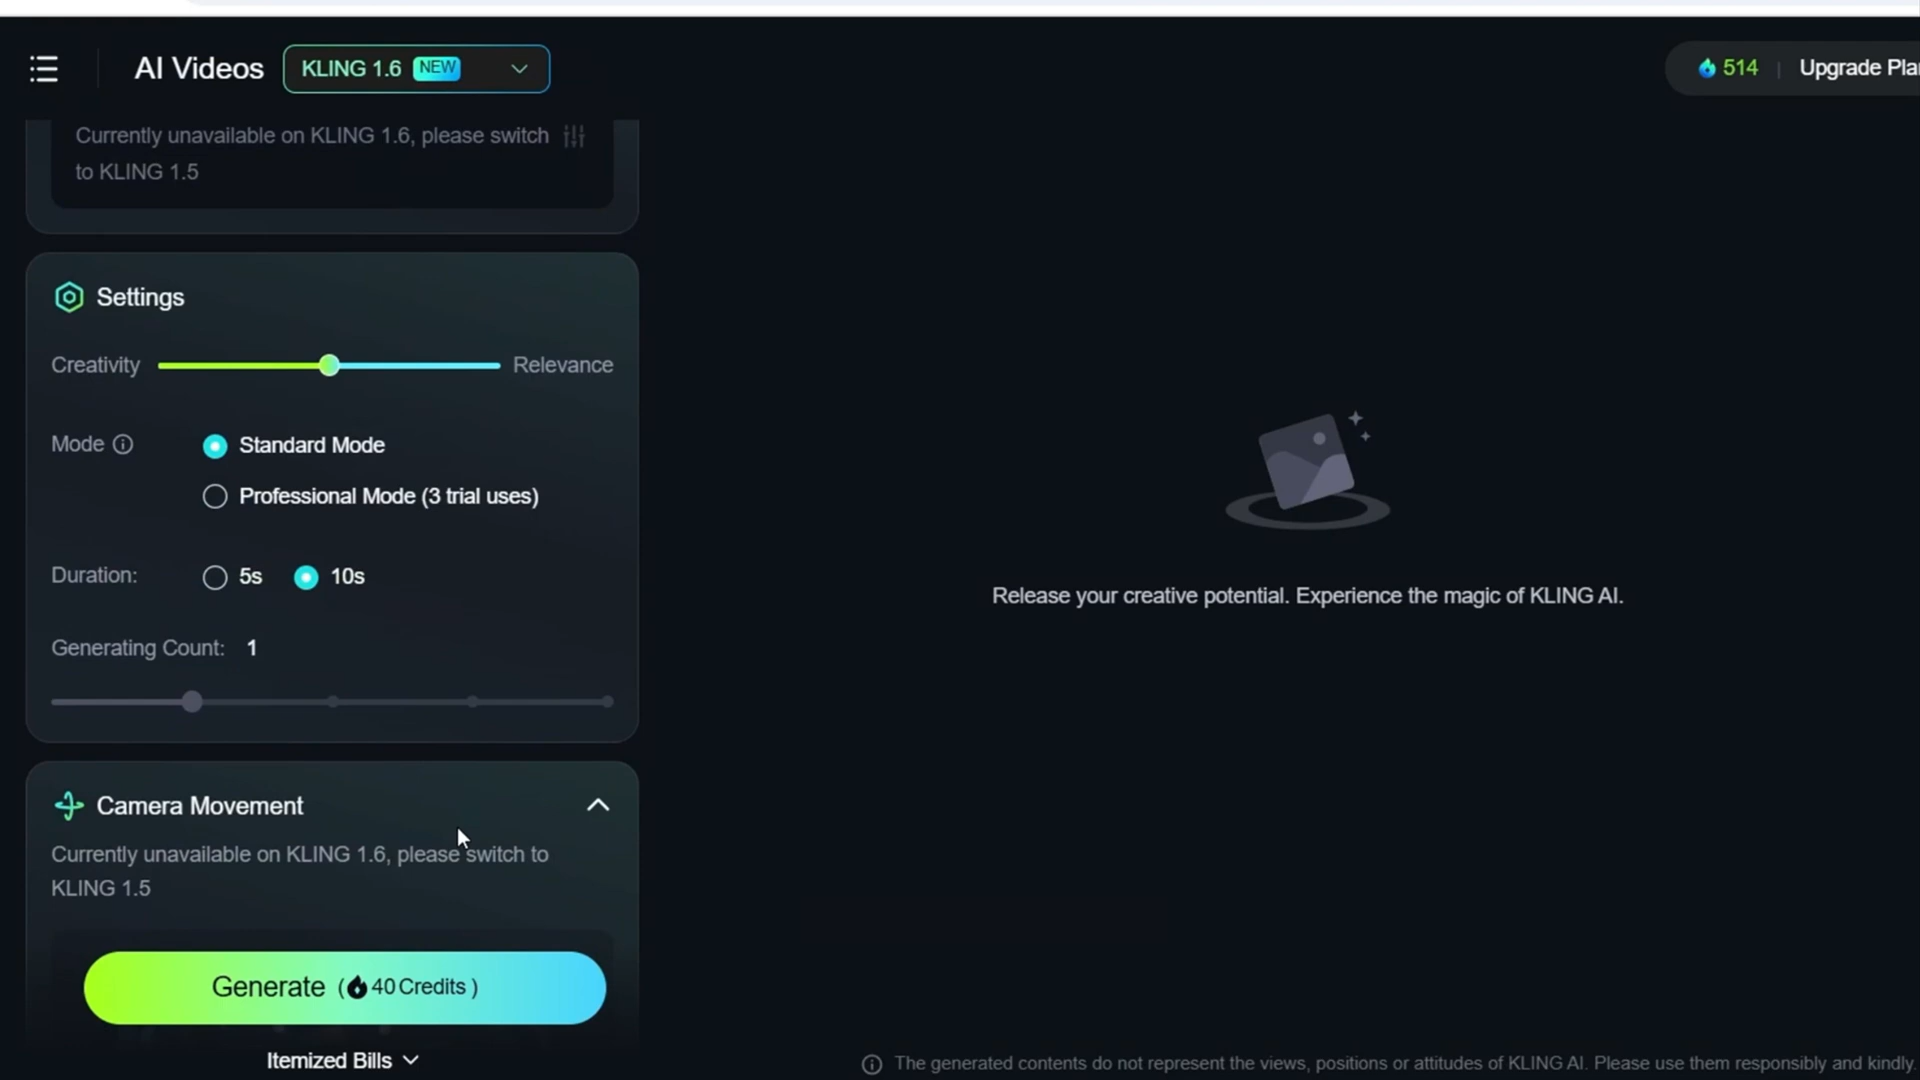 AI Videos
KLING 1.6 NEW
514 | Upgrade Plan
Currently unavailable on KLING 1.6, please switch
to KLING 1.5
Settings
Creativity
Relevance
Mode
Standard Mode
Professional Mode (3 trial uses)
Duration:
5s
10s
Generating Count: 1
Camera Movement
Currently unavailable on KLING 1.6, please switch to
KLING 1.5
Generate ( 40 Credits )
Itemized Bills
Release your creative potential. Experience the magic of KLING AI.
The generated contents do not represent the views, positions or attitudes of KLING AI. Please use them responsibly and kindly.